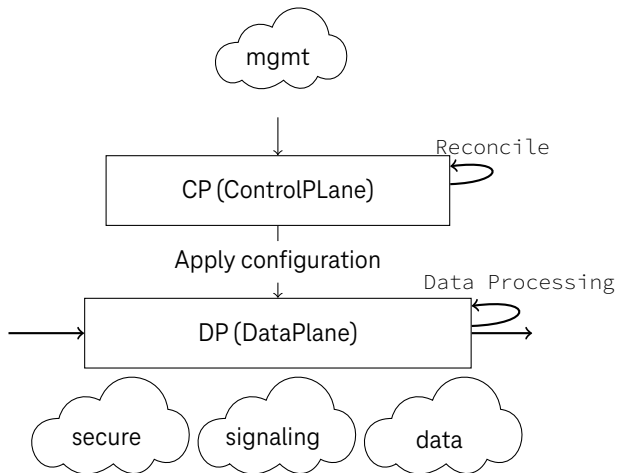 mgmt
Reconcile
CP (ControlPLane)
Apply configuration
Data Processing
DP (DataPlane)
secure
signaling
data